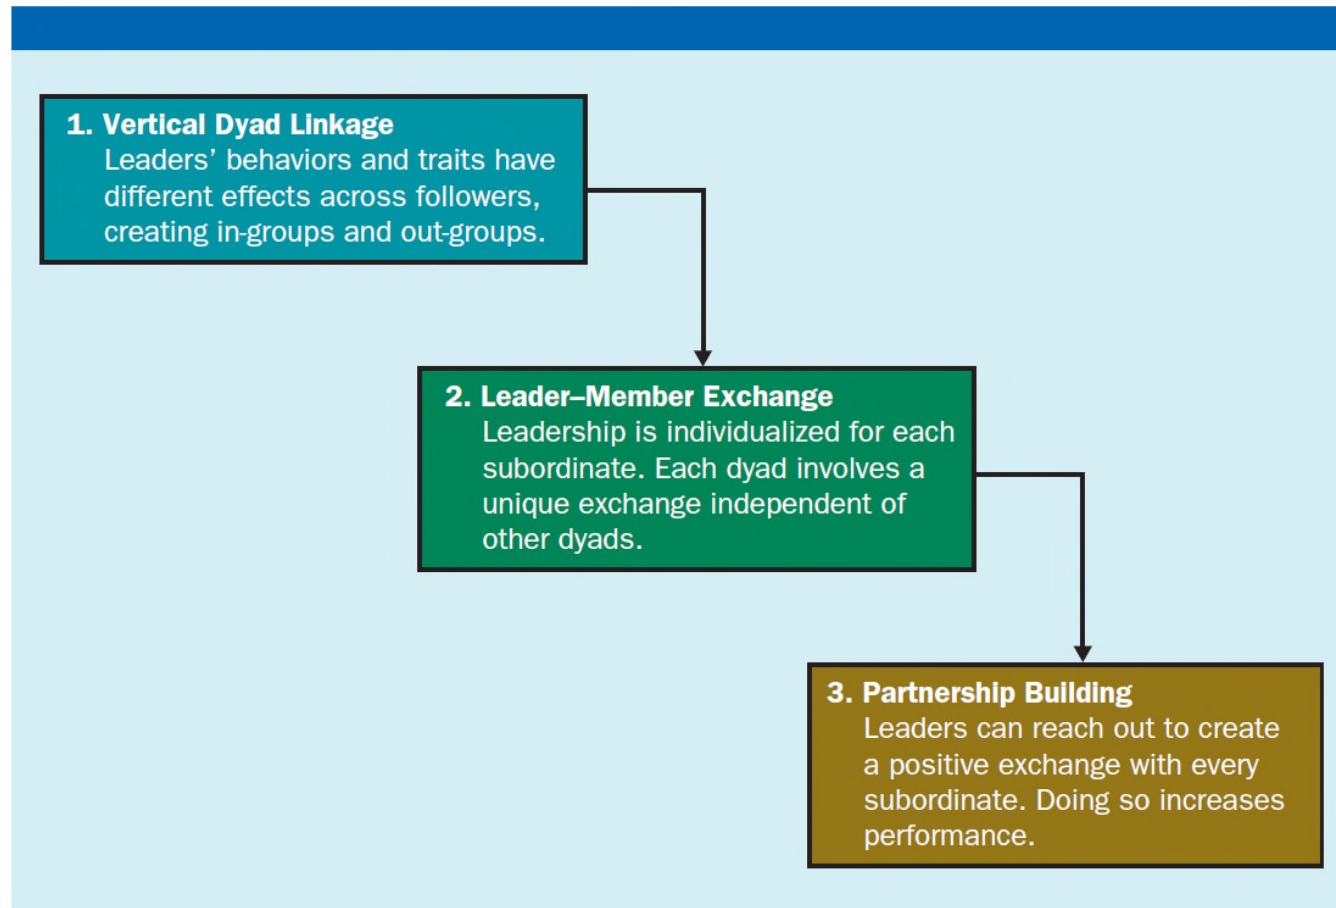 1. Vertical Dyad Linkage
Leaders’ behaviors and traits have
different effects across followers,
creating in-groups and out-groups.
2. Leader–Member Exchange
Leadership is individualized for each
subordinate. Each dyad involves a
unique exchange independent of
other dyads.
3. Partnership Building
Leaders can reach out to create
a positive exchange with every
subordinate. Doing so increases
performance.